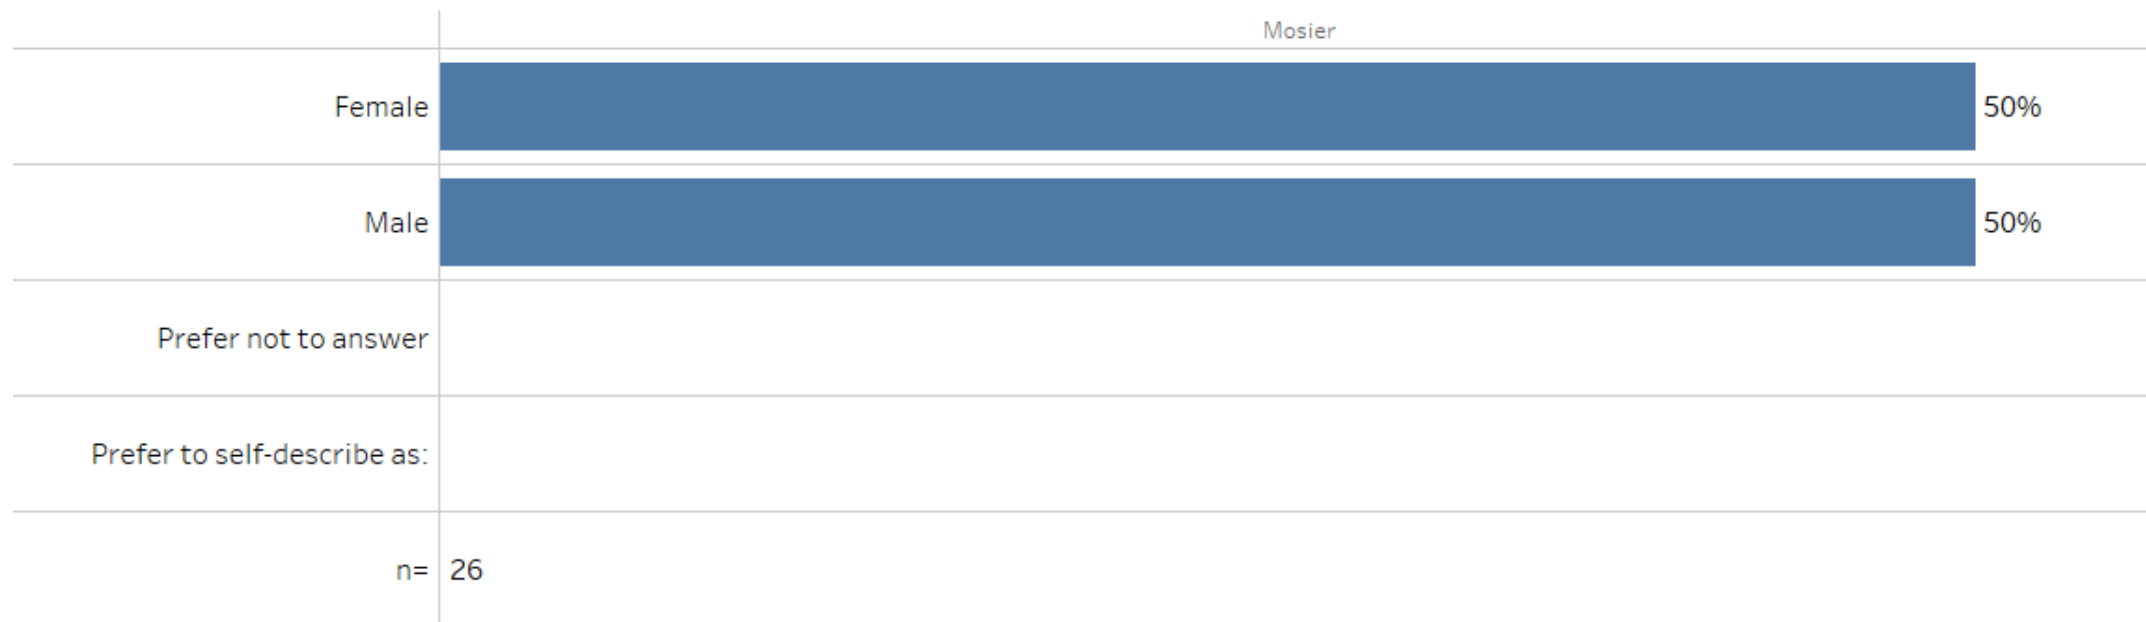 Mosier
Female 50%
Male 50%
Prefer not to answer
Prefer to self-describe as:
n= 26